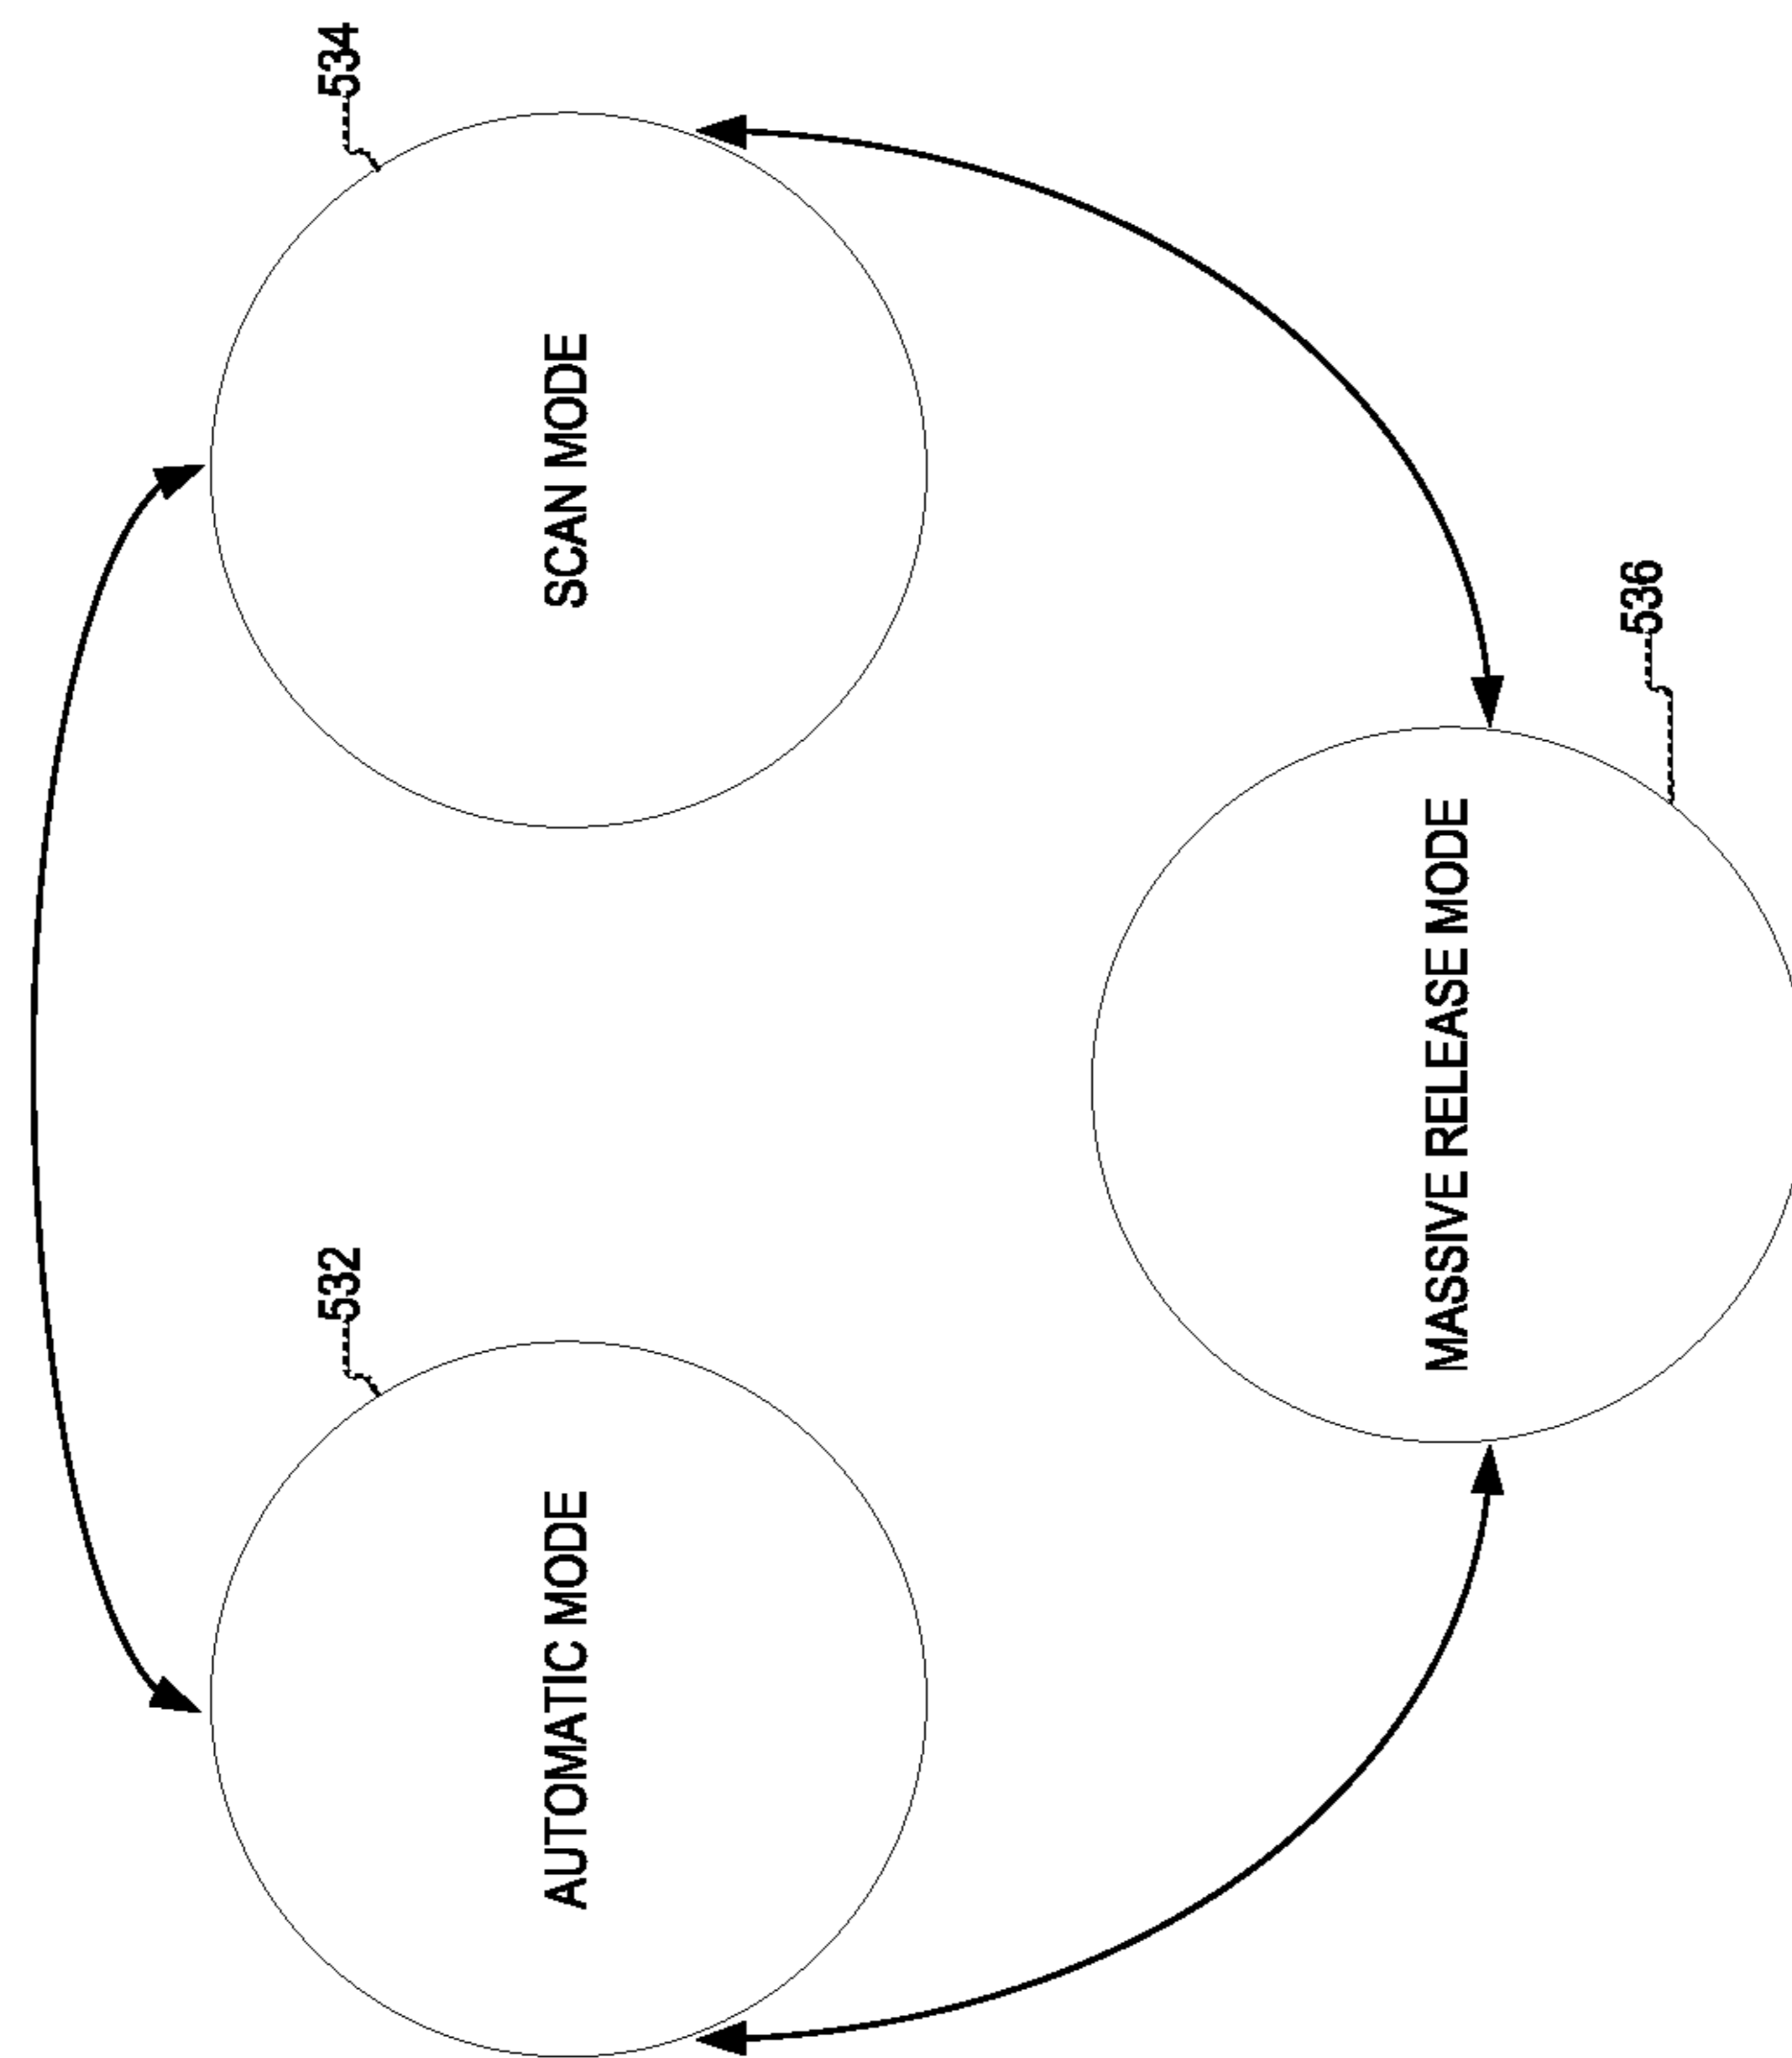 532
AUTOMATIC MODE
534
SCAN MODE
536
MASSIVE RELEASE MODE